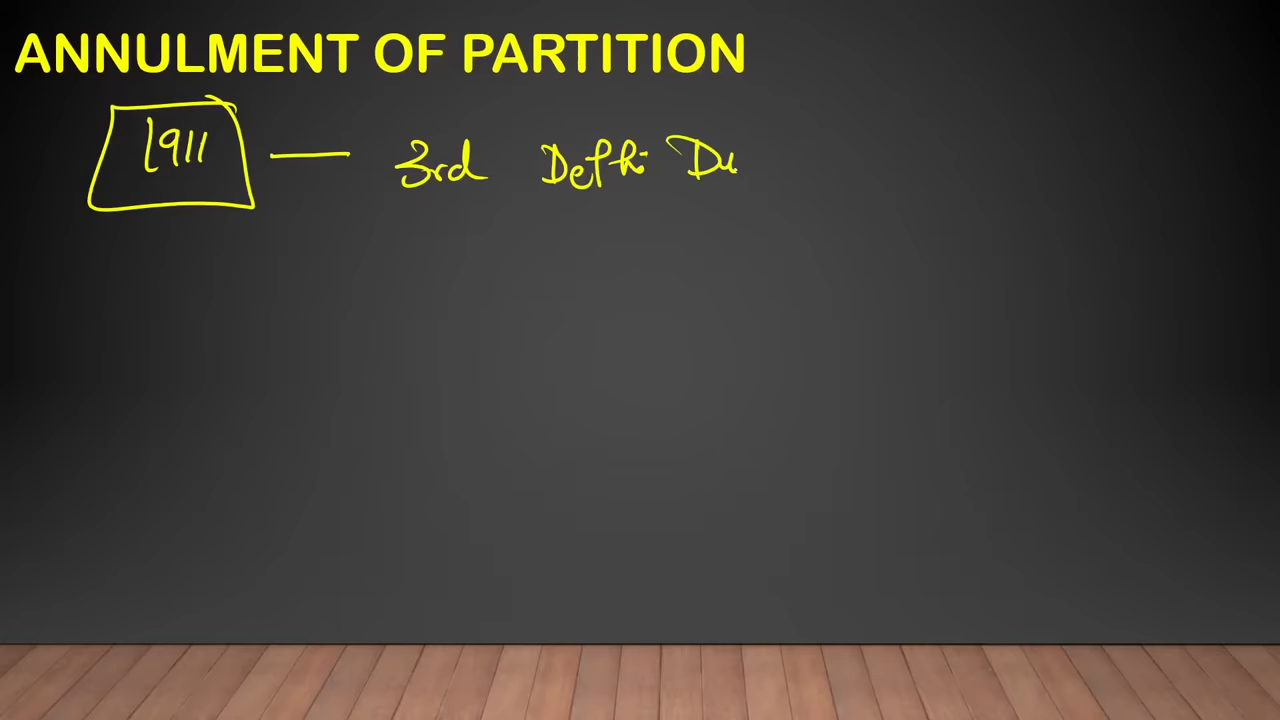 ANNULMENT OF PARTITION
1911 — 3rd Delhi Du